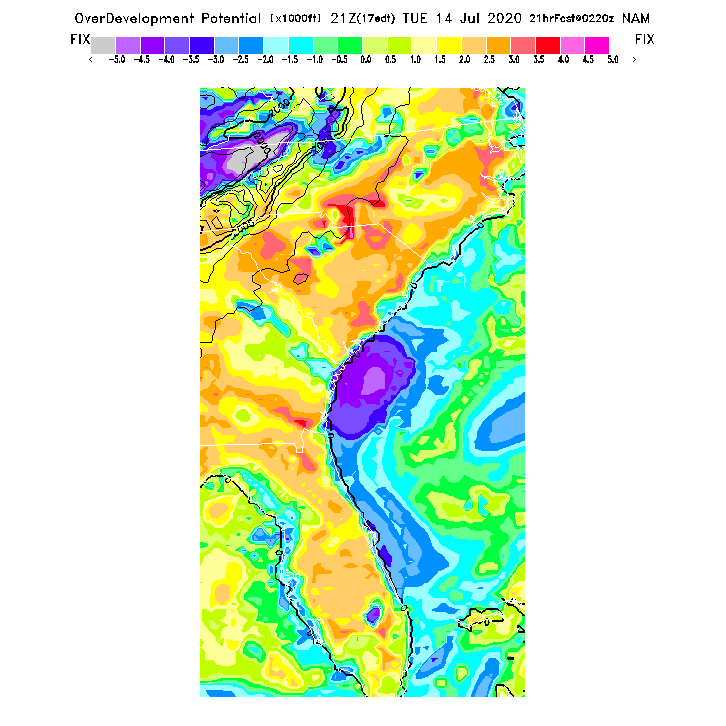 OverDevelopment Potential [x1000ft] 21Z(17edt) TUE 14 Jul 2020 21hrFcst@0220z NAM
FIX FIX
< -5.0 -4.5 -4.0 -3.5 -3.0 -2.5 -2.0 -1.5 -1.0 -0.5 0.0 0.5 1.0 1.5 2.0 2.5 3.0 3.5 4.0 4.5 5.0 >